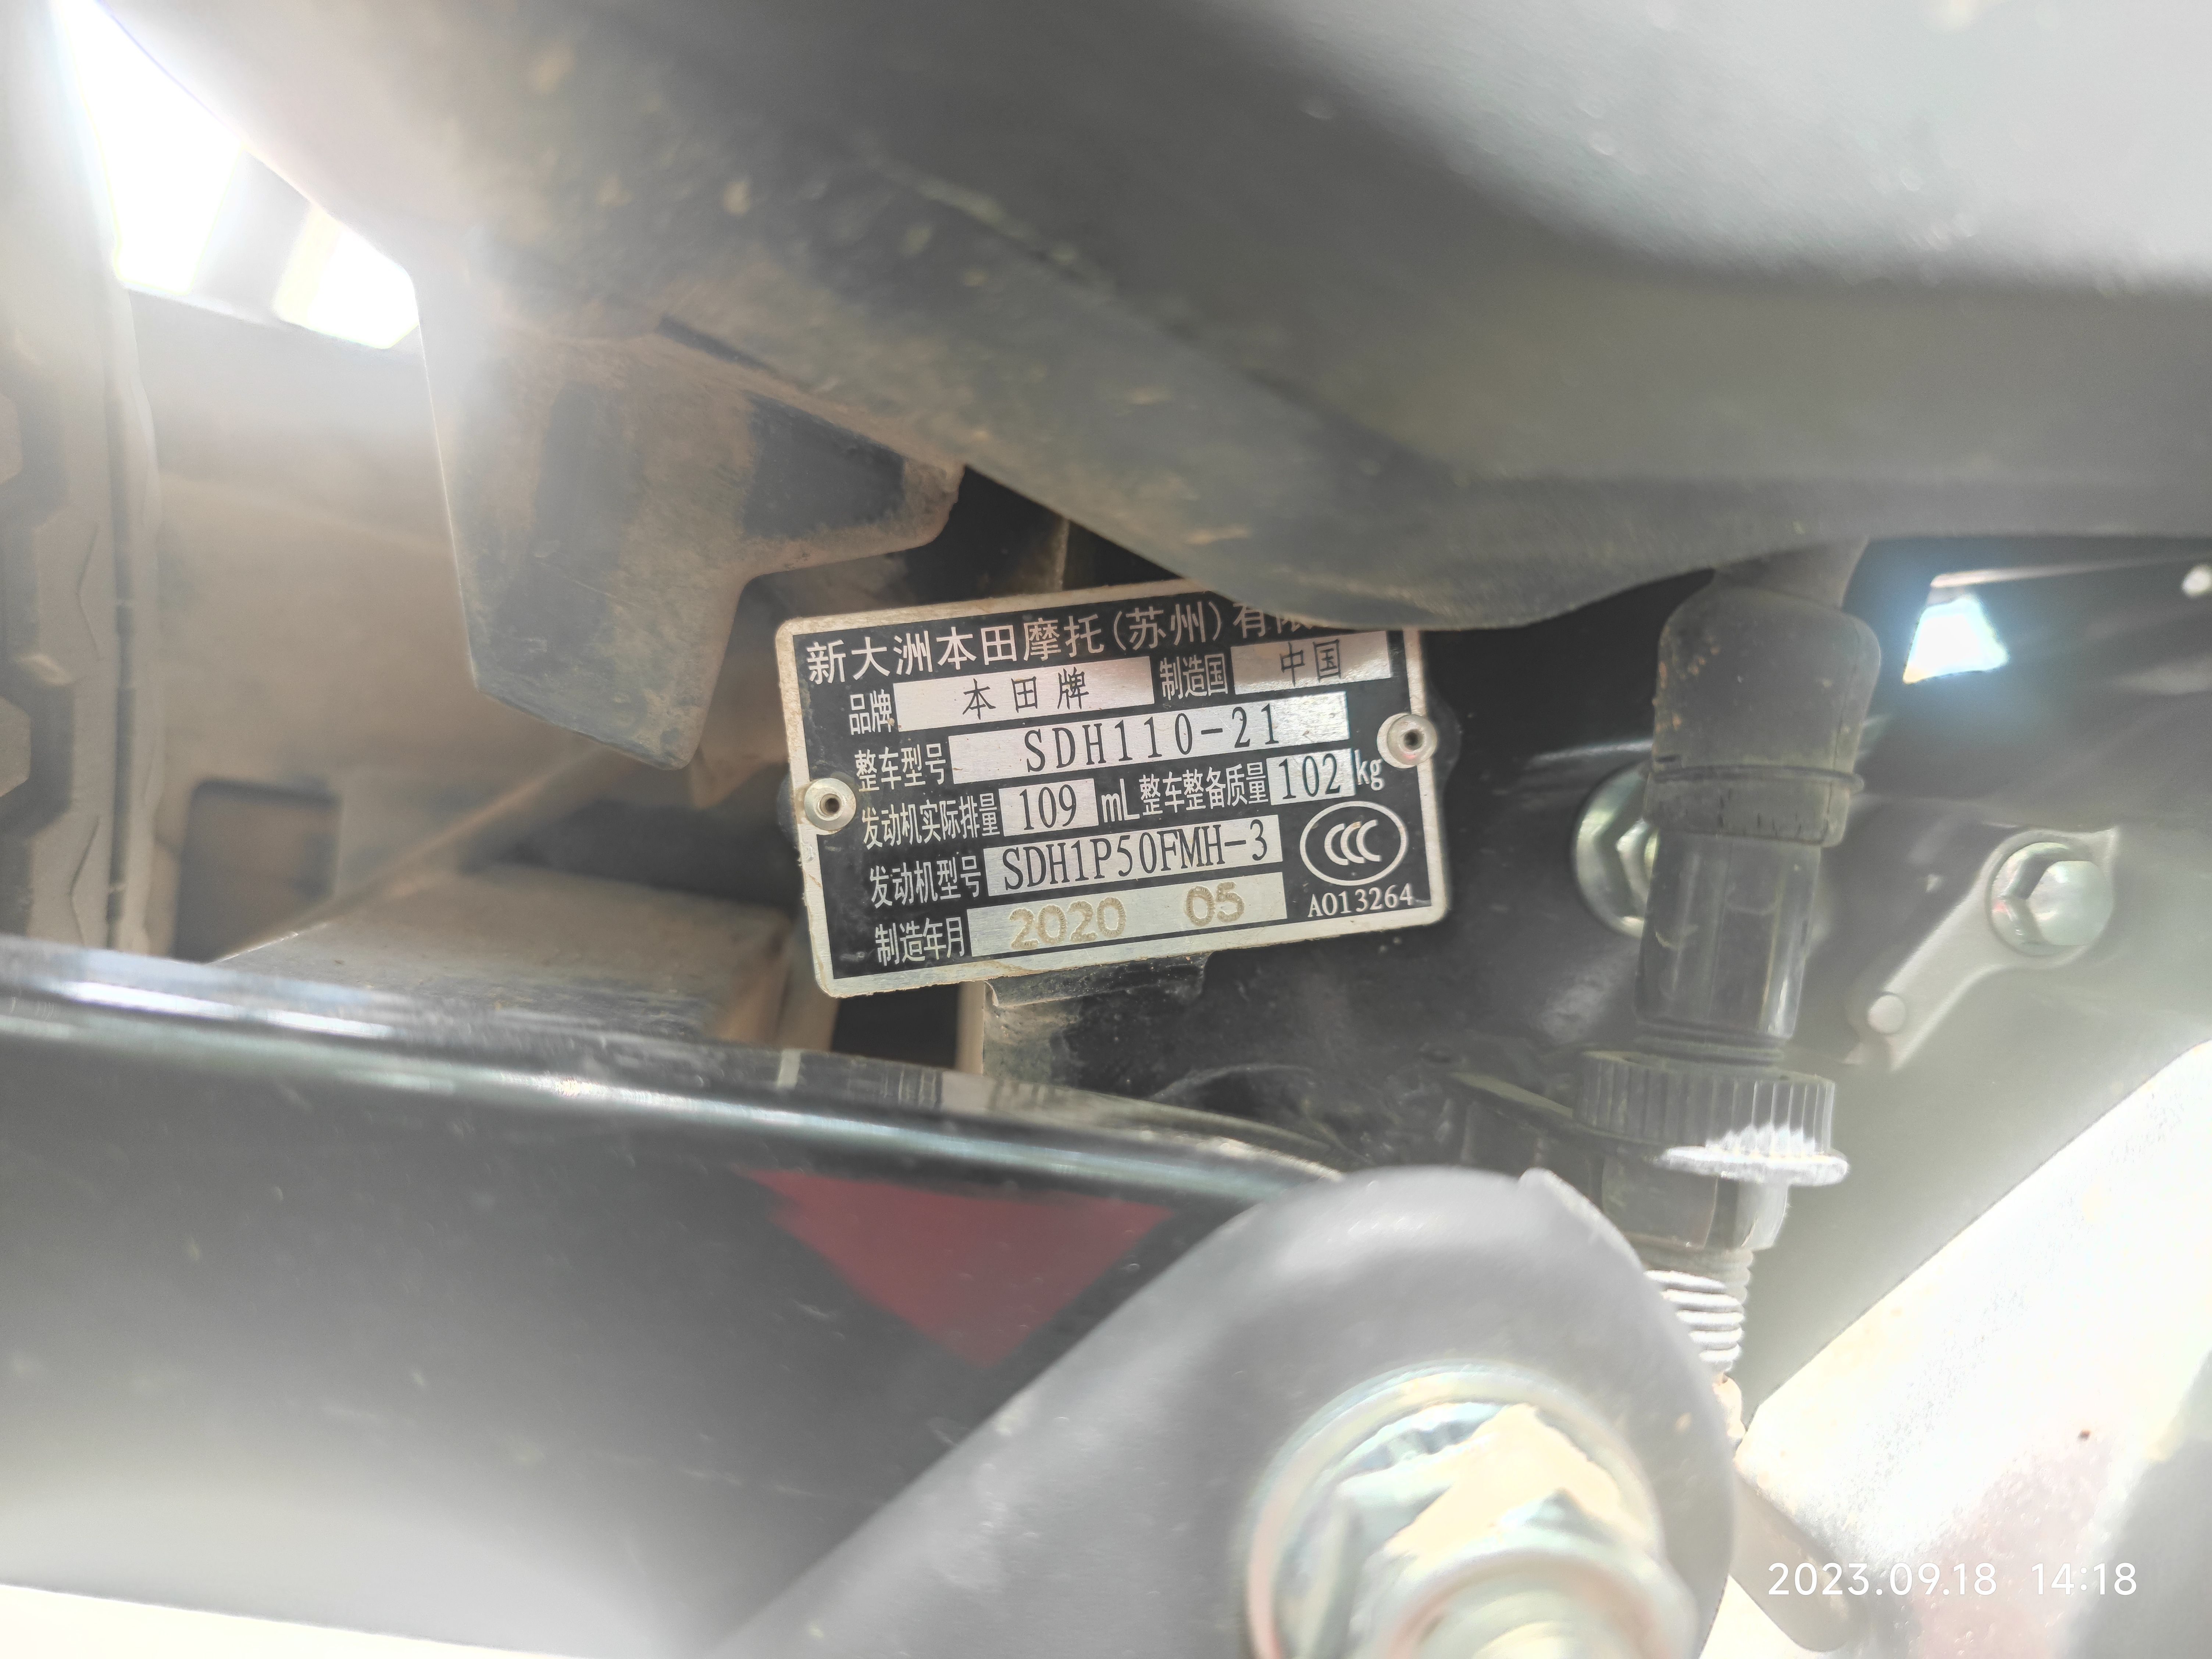 新大洲本田摩托(苏州)有限
品牌 本田牌 制造国 中国
整车型号 SDH110-21
发动机实际排量 109 mL 整车整备质量 102 kg
发动机型号 SDH1P50FMH-3
CCC
制造年月 2020 05
A013264
2023.09.18 14:18